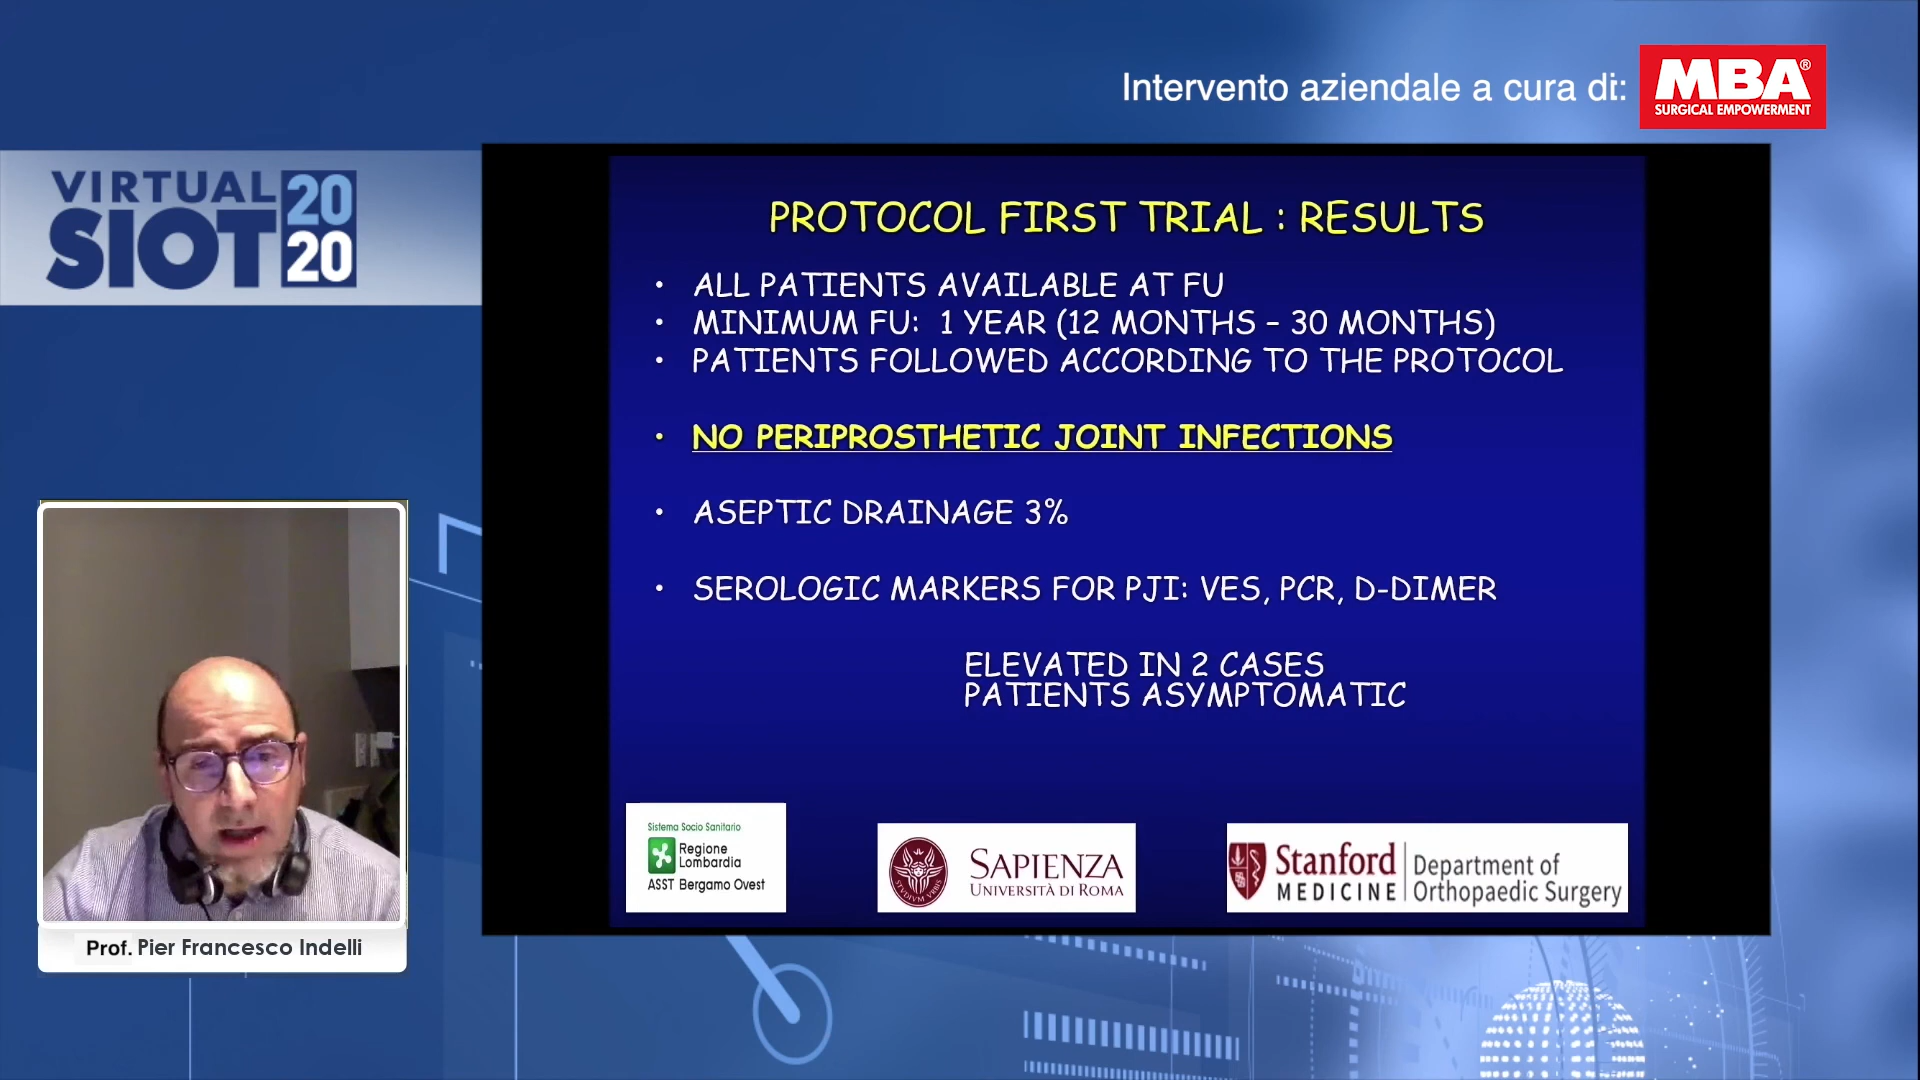 Intervento aziendale a cura di:
MBA®
SURGICAL EMPOWERMENT
VIRTUAL
SIOT
20
20
PROTOCOL FIRST TRIAL : RESULTS
• ALL PATIENTS AVAILABLE AT FU
• MINIMUM FU: 1 YEAR (12 MONTHS – 30 MONTHS)
• PATIENTS FOLLOWED ACCORDING TO THE PROTOCOL
• NO PERIPROSTHETIC JOINT INFECTIONS
• ASEPTIC DRAINAGE 3%
• SEROLOGIC MARKERS FOR PJI: VES, PCR, D-DIMER
ELEVATED IN 2 CASES
PATIENTS ASYMPTOMATIC
Sistema Socio Sanitario
Regione
Lombardia
ASST Bergamo Ovest
STVDIVM VRBIS
SAPIENZA
UNIVERSITÀ DI ROMA
Stanford
MEDICINE
Department of
Orthopaedic Surgery
Prof. Pier Francesco Indelli